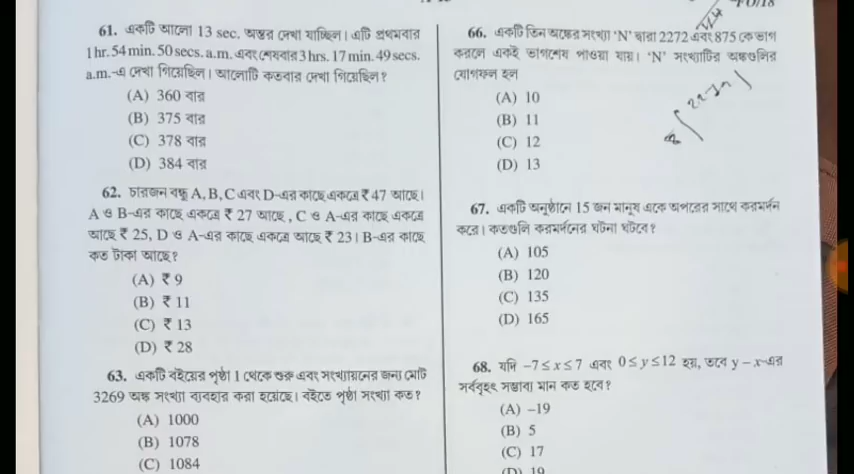 61. একটি আলো 13 sec. অন্তর দেখা যাচ্ছিল। এটি প্রথমবার
1 hr. 54 min. 50 secs. a.m. এবং শেষবার 3 hrs. 17 min. 49 secs.
a.m.-এ দেখা গিয়েছিল। আলোটি কতবার দেখা গিয়েছিল?
(A) 360 বার
(B) 375 বার
(C) 378 বার
(D) 384 বার
62. চারজন বন্ধু A, B, C এবং D-এর কাছে একত্রে ₹ 47 আছে।
A ও B-এর কাছে একত্রে ₹ 27 আছে, C ও A-এর কাছে একত্রে
আছে ₹ 25, D ও A-এর কাছে একত্রে আছে ₹ 23। B-এর কাছে
কত টাকা আছে?
(A) ₹ 9
(B) ₹ 11
(C) ₹ 13
(D) ₹ 28
63. একটি বইয়ের পৃষ্ঠা 1 থেকে শুরু এবং সংখ্যায়নের জন্য মোট
3269 অঙ্ক সংখ্যা ব্যবহার করা হয়েছে। বইতে পৃষ্ঠা সংখ্যা কত?
(A) 1000
(B) 1078
(C) 1084
66. একটি তিন অঙ্কের সংখ্যা ‘N’ দ্বারা 2272 এবং 875 কে ভাগ
করলে একই ভাগশেষ পাওয়া যায়। ‘N’ সংখ্যাটির অঙ্কগুলির
যোগফল হল
(A) 10
(B) 11
(C) 12
(D) 13
67. একটি অনুষ্ঠানে 15 জন মানুষ একে অপরের সাথে করমর্দন
করে। কতগুলি করমর্দনের ঘটনা ঘটবে?
(A) 105
(B) 120
(C) 135
(D) 165
68. যদি –7 ≤ x ≤ 7 এবং 0 ≤ y ≤ 12 হয়, তবে y – x-এর
সর্ববৃহৎ সম্ভাব্য মান কত হবে?
(A) –19
(B) 5
(C) 17
(D) 19